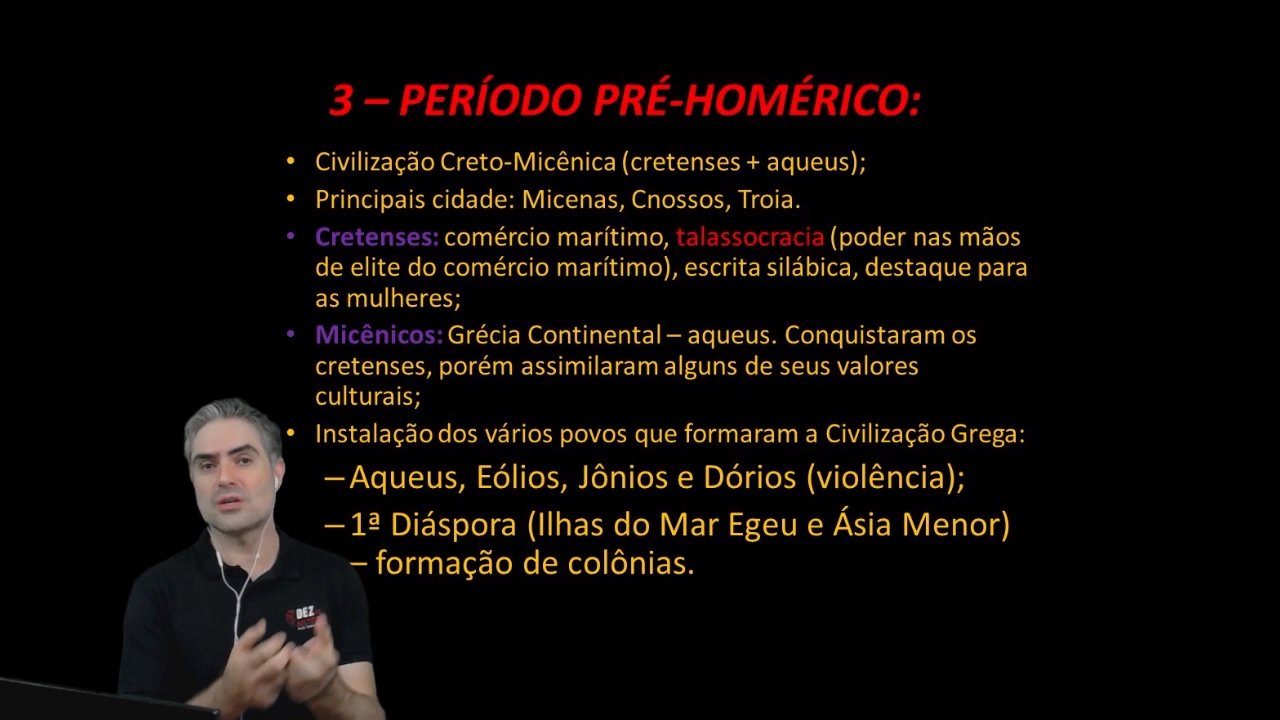 3 – PERÍODO PRÉ-HOMÉRICO:
• Civilização Creto-Micênica (cretenses + aqueus);
• Principais cidade: Micenas, Cnossos, Troia.
• Cretenses: comércio marítimo, talassocracia (poder nas mãos
de elite do comércio marítimo), escrita silábica, destaque para
as mulheres;
• Micênicos: Grécia Continental – aqueus. Conquistaram os
cretenses, porém assimilaram alguns de seus valores
culturais;
• Instalação dos vários povos que formaram a Civilização Grega:
– Aqueus, Eólios, Jônios e Dórios (violência);
– 1ª Diáspora (Ilhas do Mar Egeu e Ásia Menor)
– formação de colônias.
DEZ